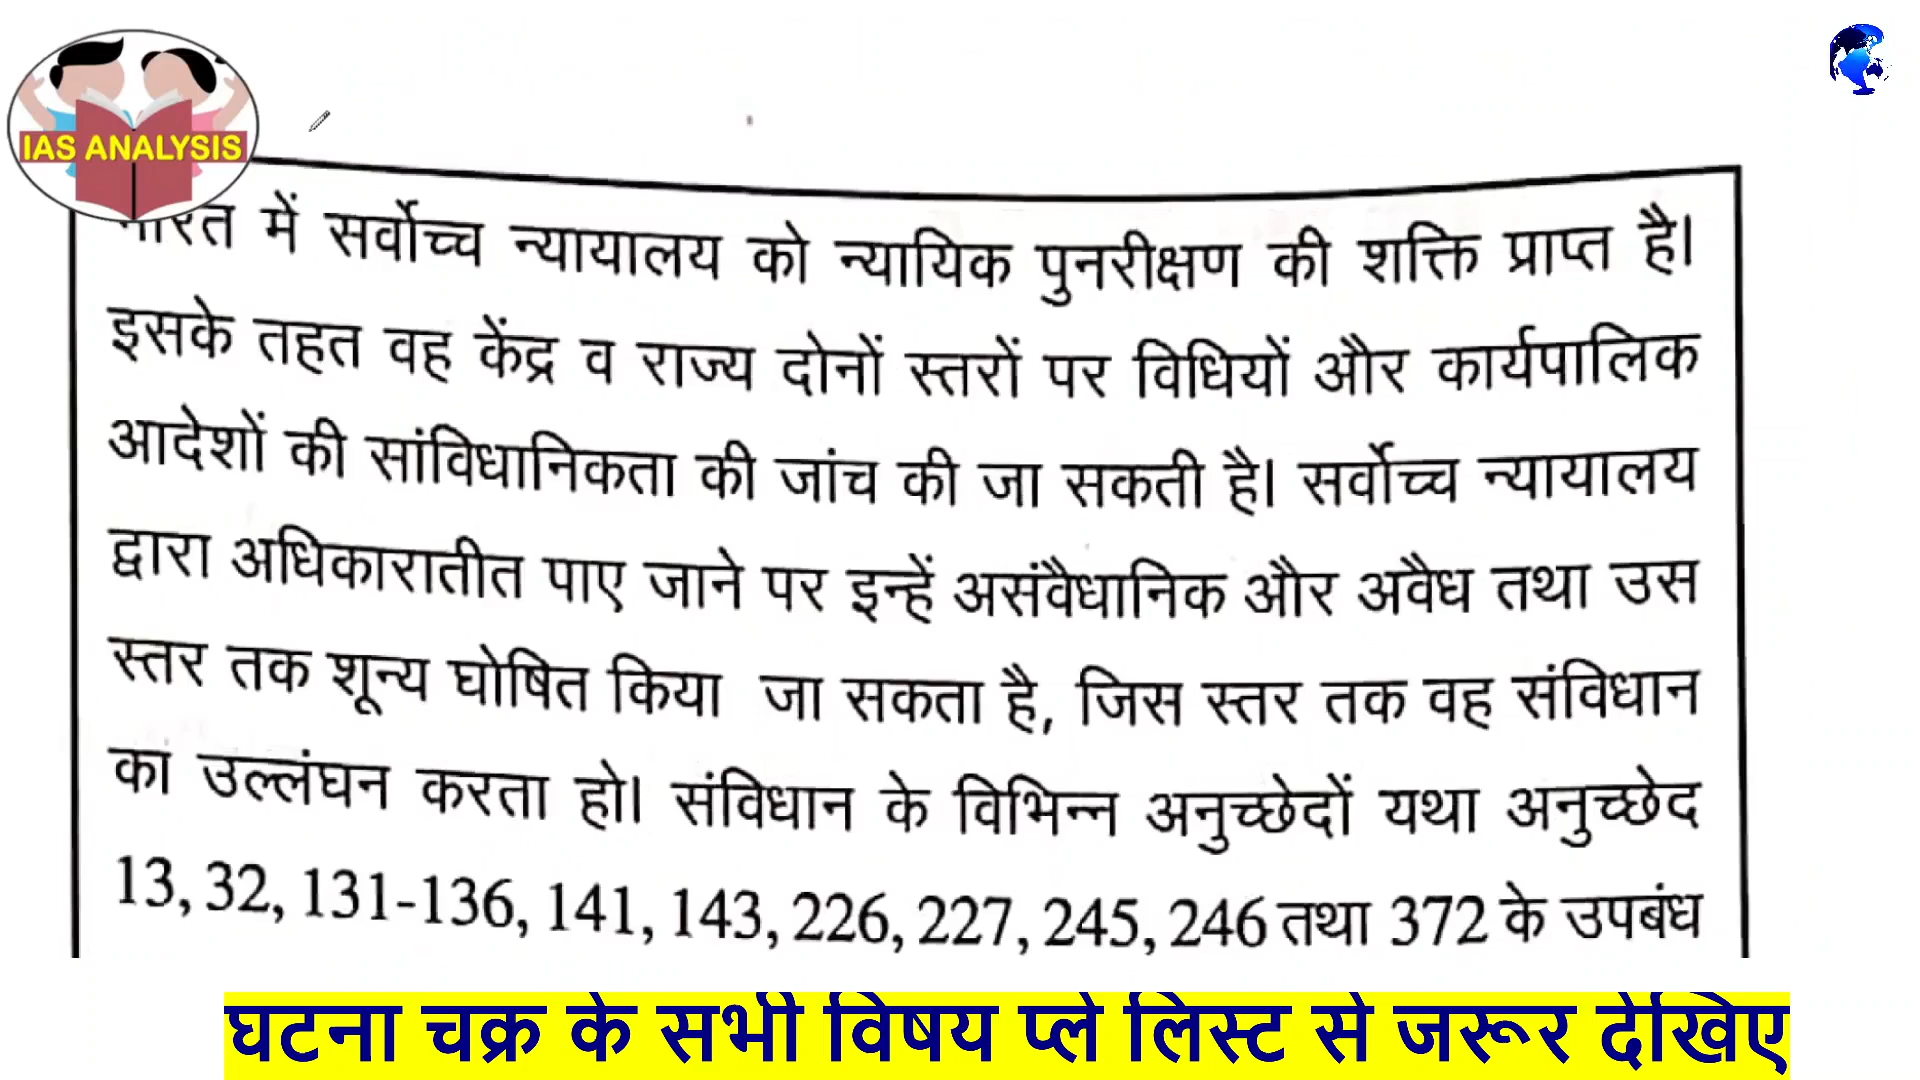 IAS ANALYSIS
भारत में सर्वोच्च न्यायालय को न्यायिक पुनरीक्षण की शक्ति प्राप्त है।
इसके तहत वह केंद्र व राज्य दोनों स्तरों पर विधियों और कार्यपालिक
आदेशों की सांविधानिकता की जांच की जा सकती है। सर्वोच्च न्यायालय
द्वारा अधिकारातीत पाए जाने पर इन्हें असंवैधानिक और अवैध तथा उस
स्तर तक शून्य घोषित किया जा सकता है, जिस स्तर तक वह संविधान
का उल्लंघन करता हो। संविधान के विभिन्न अनुच्छेदों यथा अनुच्छेद
13, 32, 131-136, 141, 143, 226, 227, 245, 246 तथा 372 के उपबंध
घटना चक्र के सभी विषय प्ले लिस्ट से जरूर देखिए